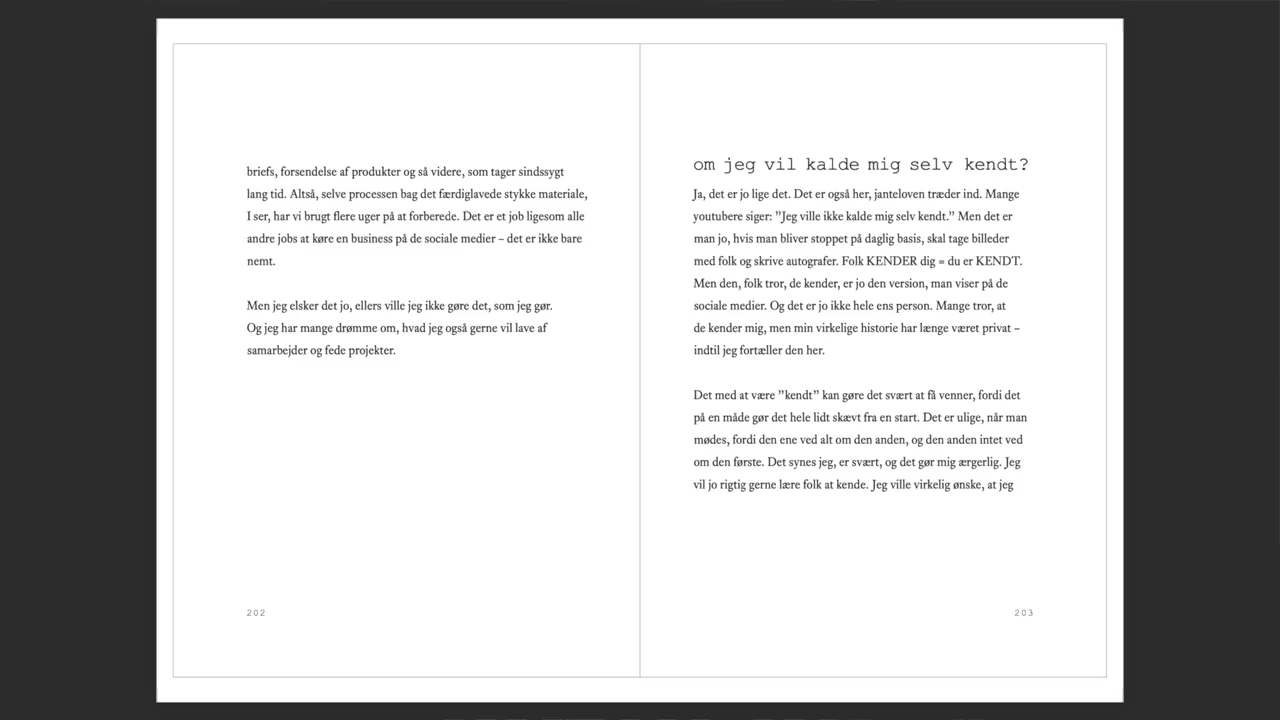 briefs, forsendelse af produkter og så videre, som tager sindssygt
lang tid. Altså, selve processen bag det færdiglavede stykke materiale,
I ser, har vi brugt flere uger på at forberede. Det er et job ligesom alle
andre jobs at køre en business på de sociale medier – det er ikke bare
nemt.
Men jeg elsker det jo, ellers ville jeg ikke gøre det, som jeg gør.
Og jeg har mange drømme om, hvad jeg også gerne vil lave af
samarbejder og fede projekter.
202
om jeg vil kalde mig selv kendt?
Ja, det er jo lige det. Det er også her, janteloven træder ind. Mange
youtubere siger: ”Jeg ville ikke kalde mig selv kendt.” Men det er
man jo, hvis man bliver stoppet på daglig basis, skal tage billeder
med folk og skrive autografer. Folk KENDER dig = du er KENDT.
Men den, folk tror, de kender, er jo den version, man viser på de
sociale medier. Og det er jo ikke hele ens person. Mange tror, at
de kender mig, men min virkelige historie har længe været privat –
indtil jeg fortæller den her.
Det med at være ”kendt” kan gøre det svært at få venner, fordi det
på en måde gør det hele lidt skævt fra en start. Det er ulige, når man
mødes, fordi den ene ved alt om den anden, og den anden intet ved
om den første. Det synes jeg, er svært, og det gør mig ærgerlig. Jeg
vil jo rigtig gerne lære folk at kende. Jeg ville virkelig ønske, at jeg
203